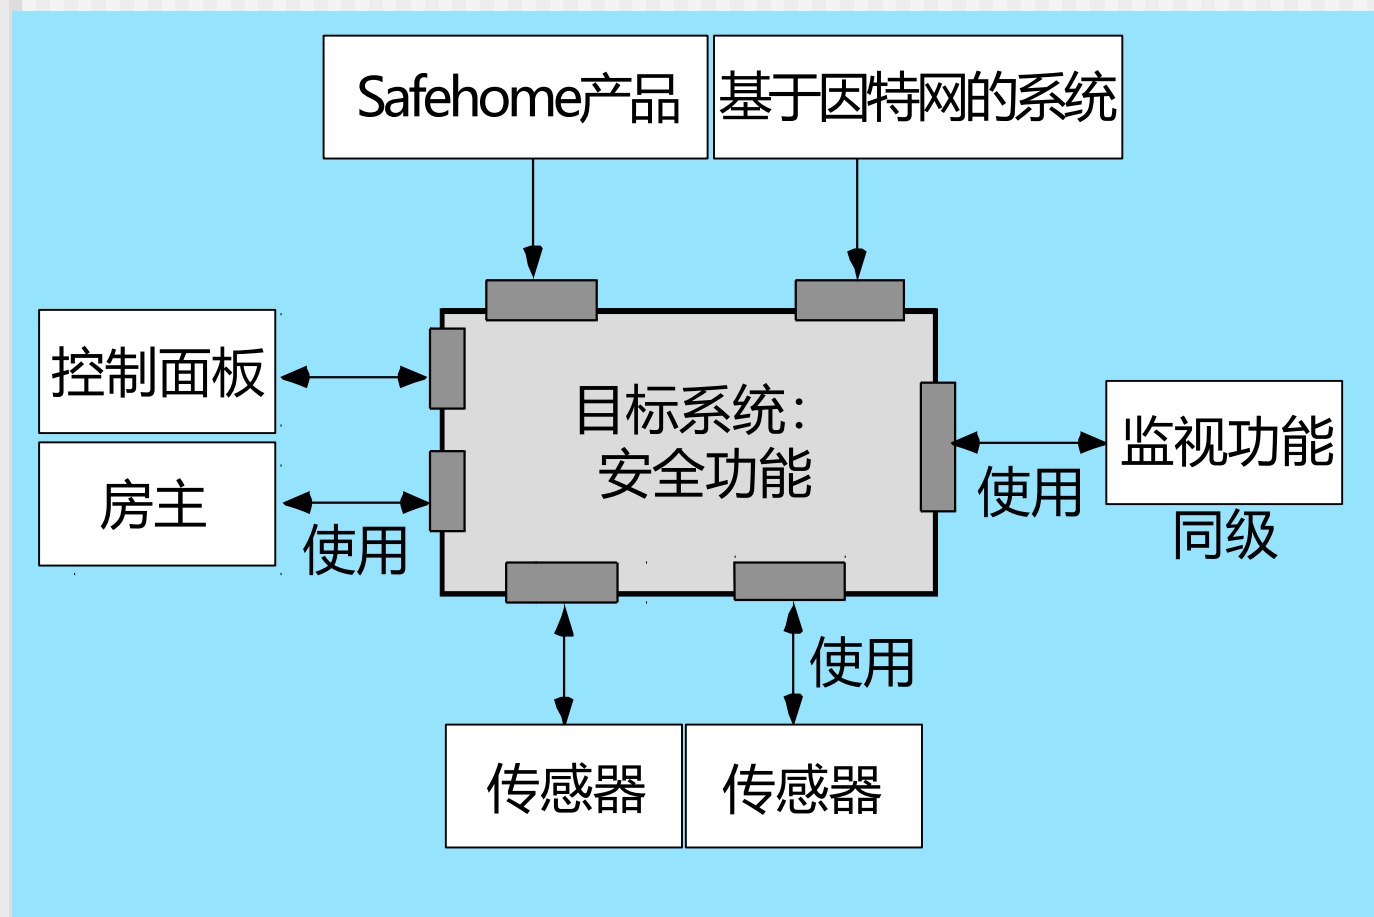 Safehome产品
基于因特网的系统
控制面板
目标系统：
安全功能
监视功能
使用
同级
房主
使用
使用
传感器
传感器